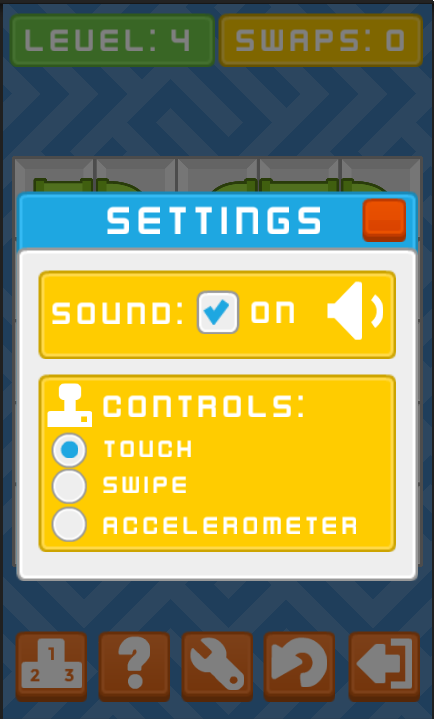 LEVEL: 4
SWAPS: 0
SETTINGS
SOUND: ON
CONTROLS:
TOUCH
SWIPE
ACCELEROMETER
1
2 3
?